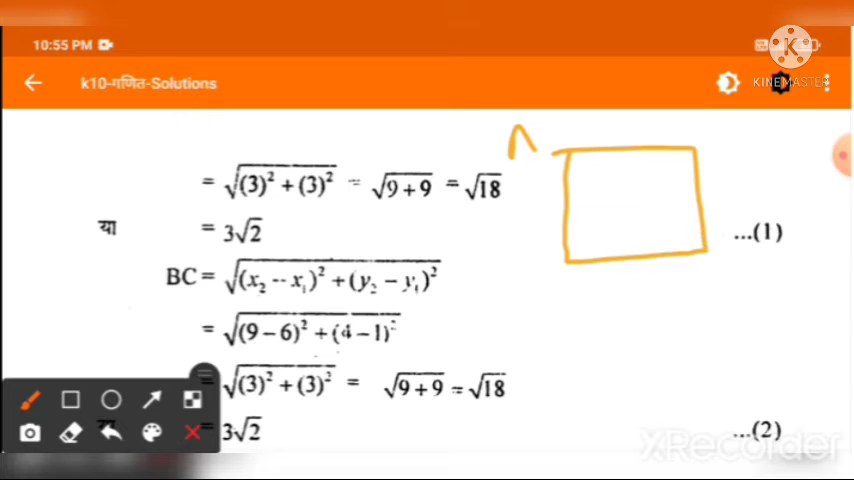 10:55 PM
K
KINEMASTER
k10-गणित-Solutions
= √(3)² + (3)² = √9 + 9 = √18
या = 3√2 ...(1)
BC = √(x₂ -- x₁)² + (y₂ − y₁)²
= √(9 − 6)² + (4 − 1)²
= √(3)² + (3)² = √9 + 9 = √18
= 3√2 ...(2)
XRecorder